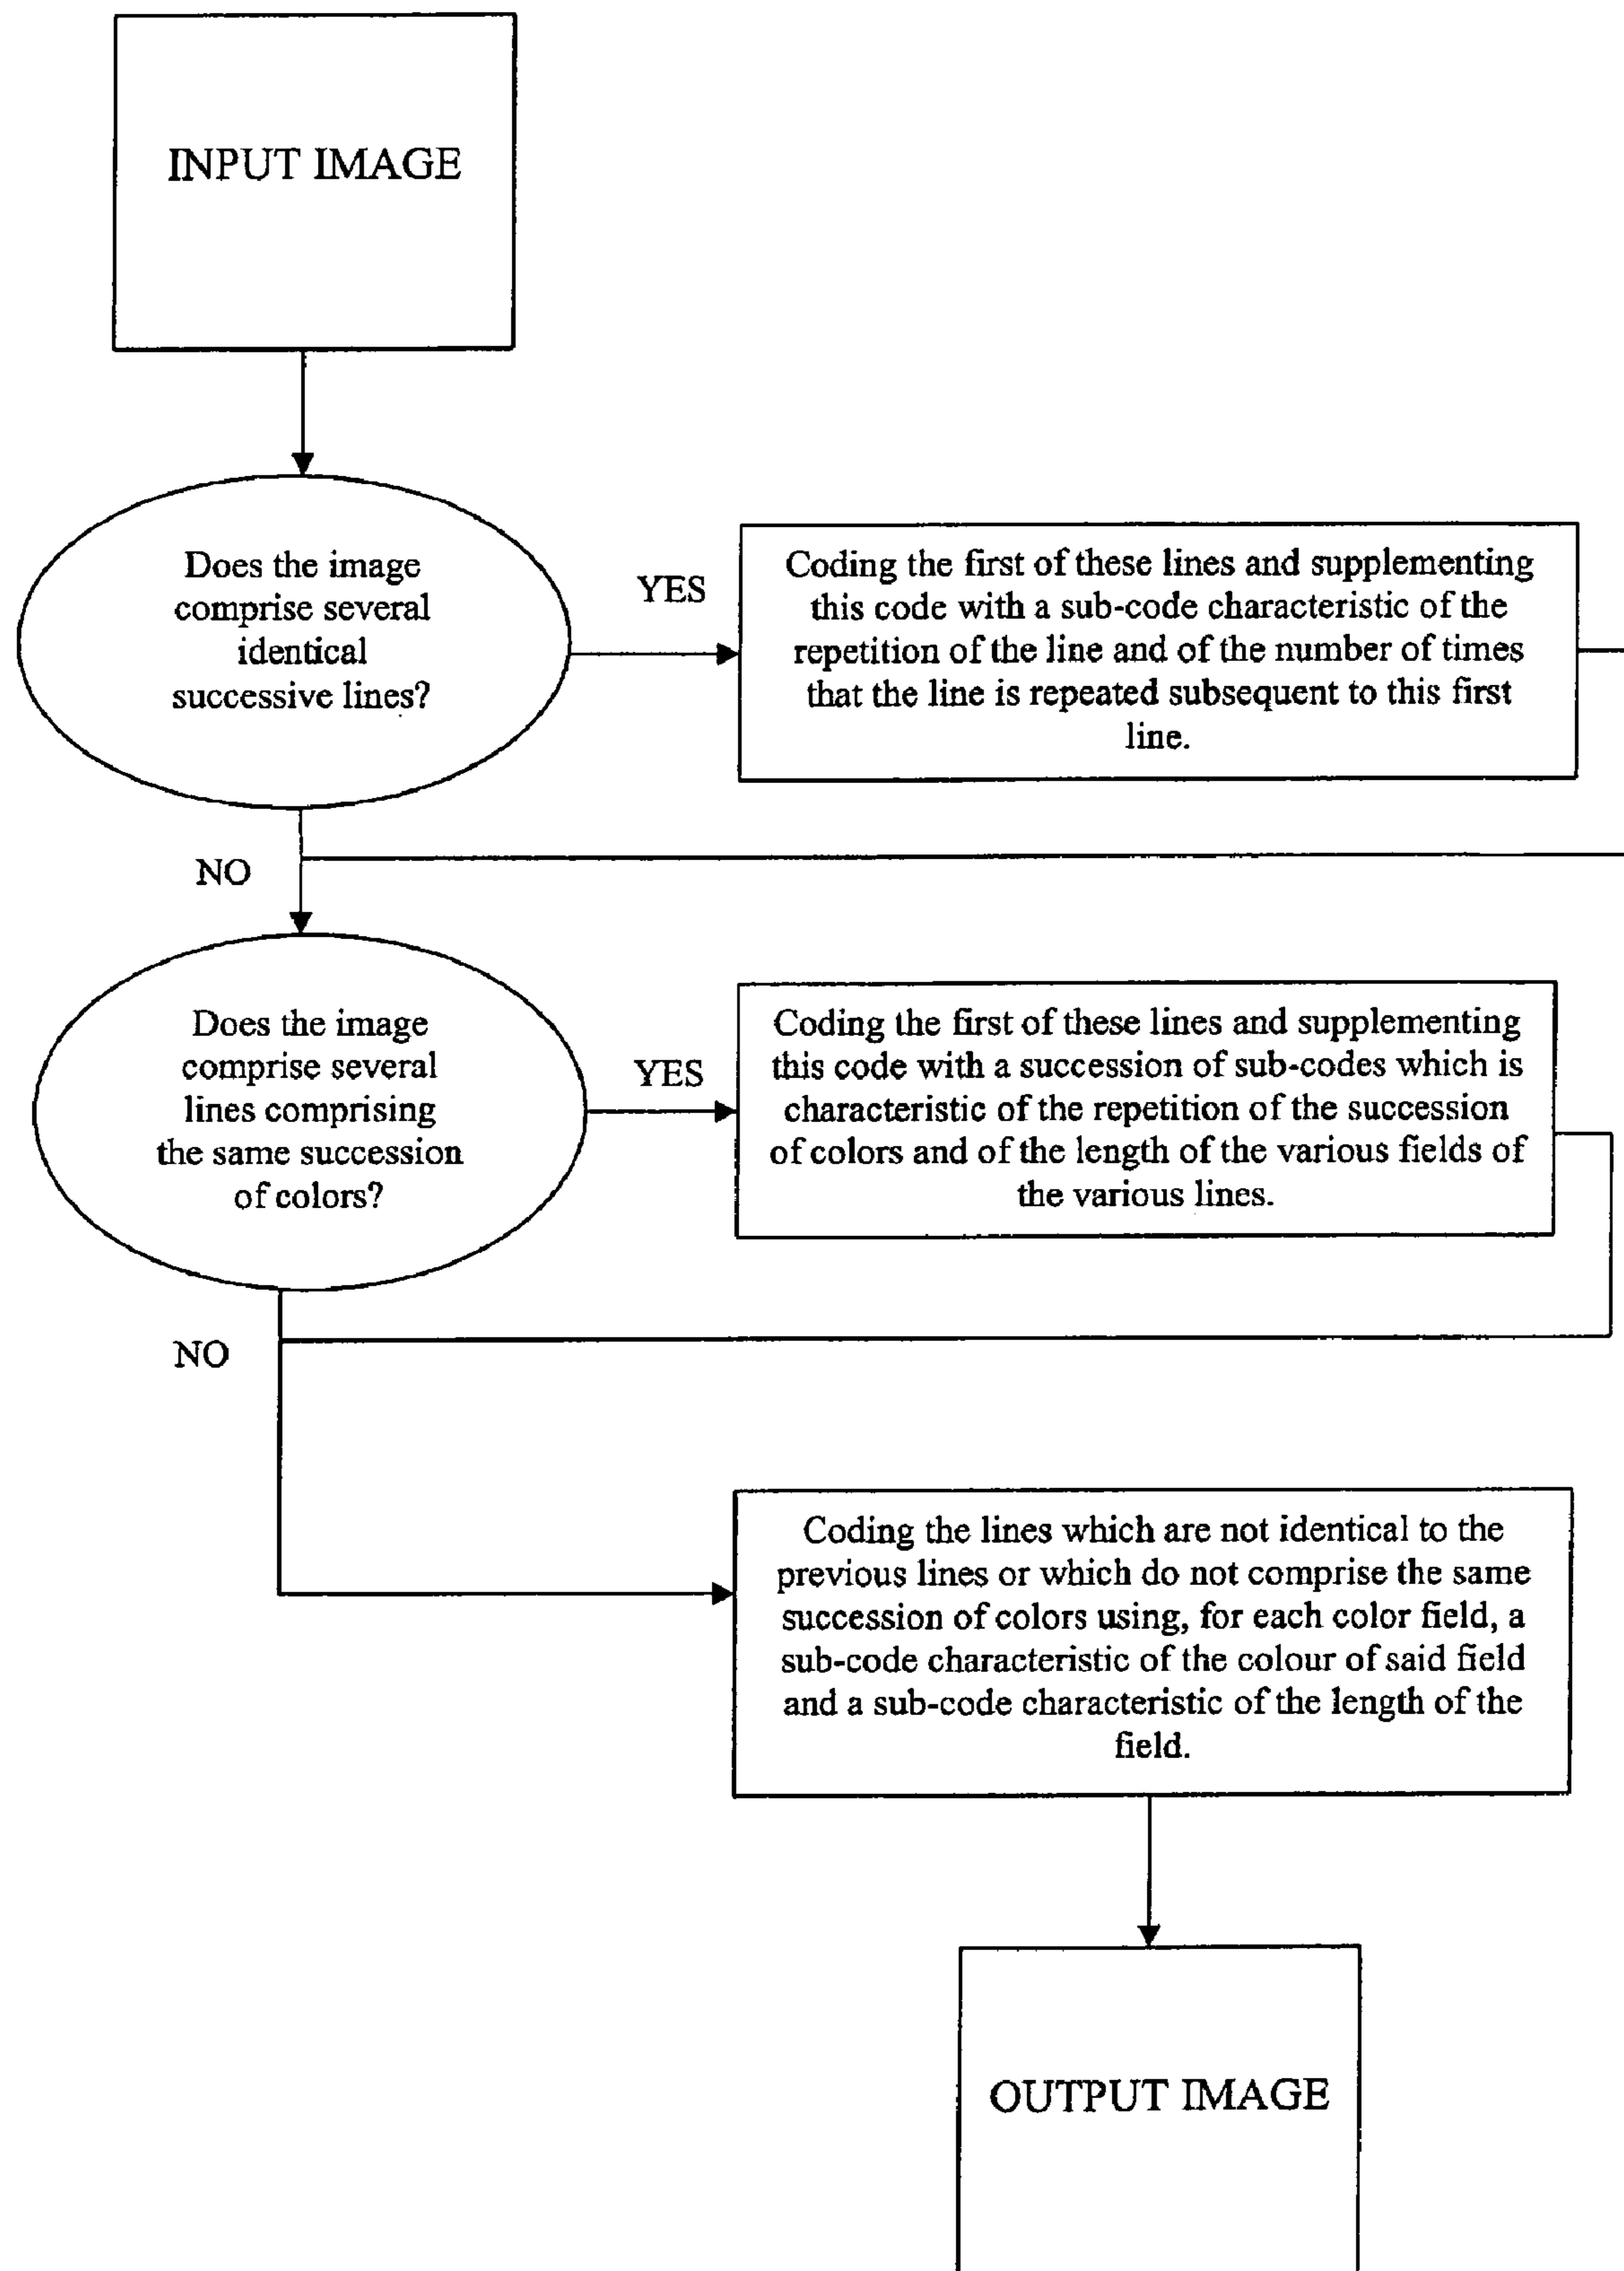 INPUT IMAGE
Does the image
comprise several
identical
successive lines?
YES
Coding the first of these lines and supplementing
this code with a sub-code characteristic of the
repetition of the line and of the number of times
that the line is repeated subsequent to this first
line.
NO
Does the image
comprise several
lines comprising
the same succession
of colors?
YES
Coding the first of these lines and supplementing
this code with a succession of sub-codes which is
characteristic of the repetition of the succession
of colors and of the length of the various fields of
the various lines.
NO
Coding the lines which are not identical to the
previous lines or which do not comprise the same
succession of colors using, for each color field, a
sub-code characteristic of the colour of said field
and a sub-code characteristic of the length of the
field.
OUTPUT IMAGE